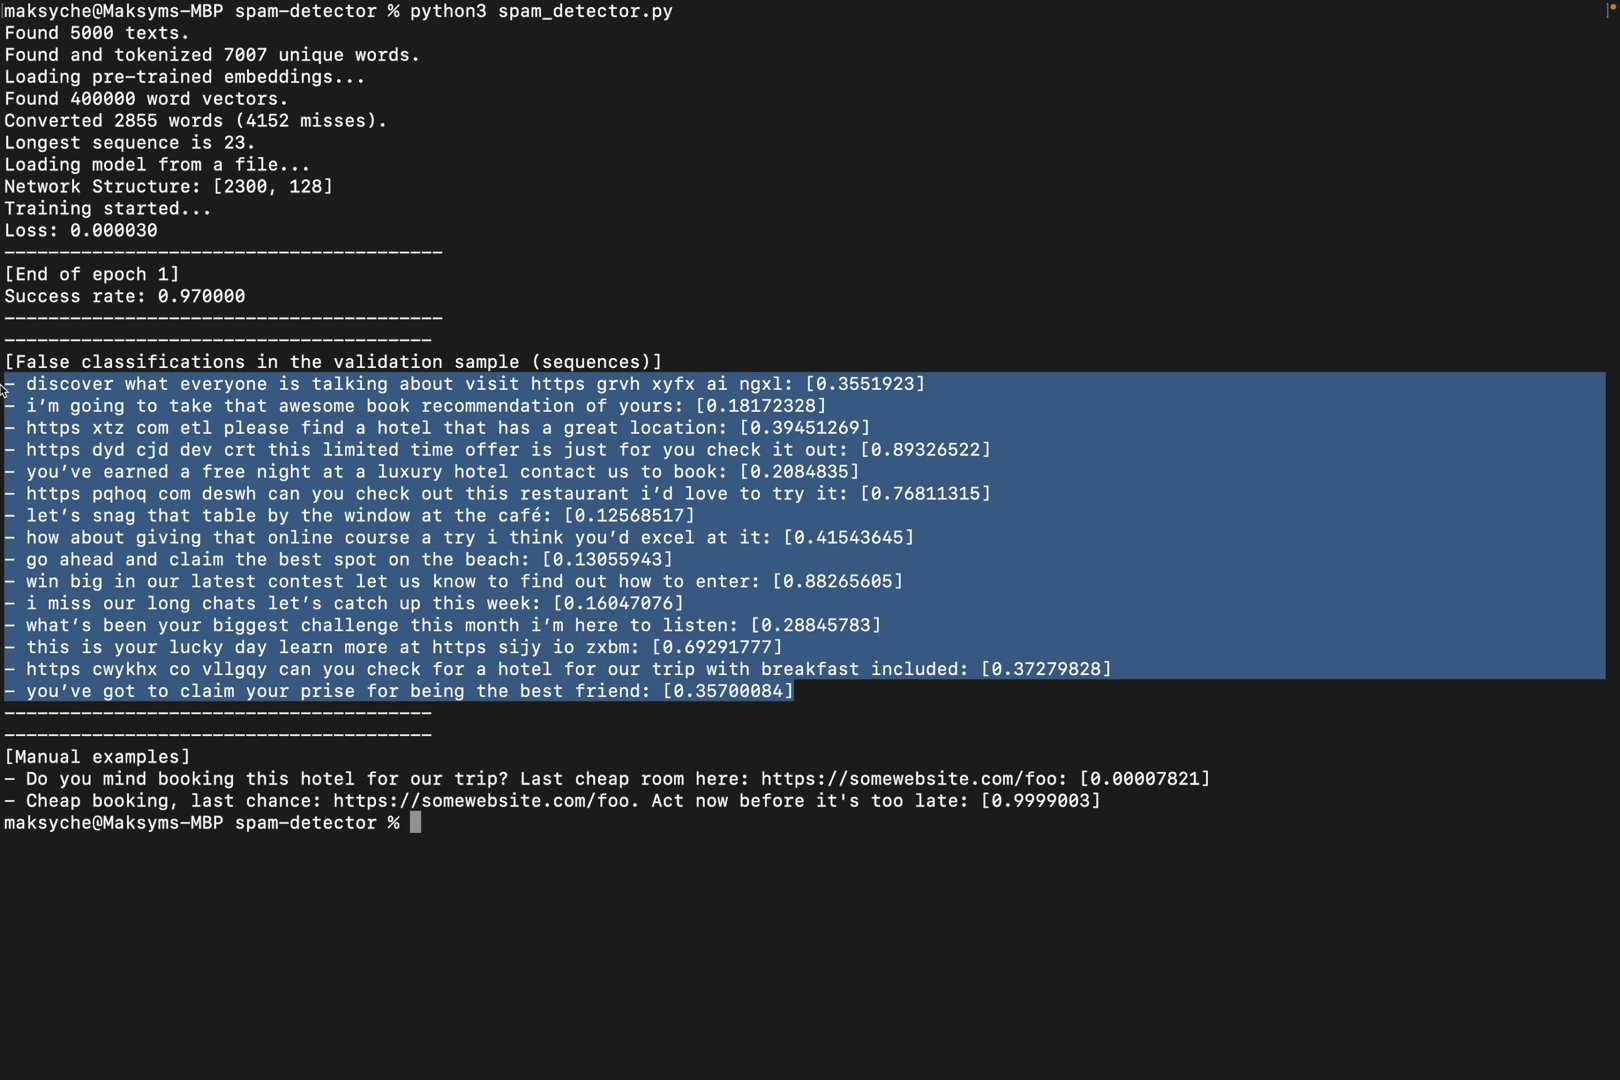 maksyche@Maksyms-MBP spam-detector % python3 spam_detector.py
Found 5000 texts.
Found and tokenized 7007 unique words.
Loading pre-trained embeddings...
Found 400000 word vectors.
Converted 2855 words (4152 misses).
Longest sequence is 23.
Loading model from a file...
Network Structure: [2300, 128]
Training started...
Loss: 0.000030
----------------------------------------
[End of epoch 1]
Success rate: 0.970000
----------------------------------------
---------------------------------------
[False classifications in the validation sample (sequences)]
- discover what everyone is talking about visit https grvh xyfx ai ngxl: [0.3551923]
- i’m going to take that awesome book recommendation of yours: [0.18172328]
- https xtz com etl please find a hotel that has a great location: [0.39451269]
- https dyd cjd dev crt this limited time offer is just for you check it out: [0.89326522]
- you’ve earned a free night at a luxury hotel contact us to book: [0.2084835]
- https pqhoq com deswh can you check out this restaurant i’d love to try it: [0.76811315]
- let’s snag that table by the window at the café: [0.12568517]
- how about giving that online course a try i think you’d excel at it: [0.41543645]
- go ahead and claim the best spot on the beach: [0.13055943]
- win big in our latest contest let us know to find out how to enter: [0.88265605]
- i miss our long chats let’s catch up this week: [0.16047076]
- what’s been your biggest challenge this month i’m here to listen: [0.28845783]
- this is your lucky day learn more at https sijy io zxbm: [0.69291777]
- https cwykhx co vllgqy can you check for a hotel for our trip with breakfast included: [0.37279828]
- you’ve got to claim your prise for being the best friend: [0.35700084]
---------------------------------------
---------------------------------------
[Manual examples]
- Do you mind booking this hotel for our trip? Last cheap room here: https://somewebsite.com/foo: [0.00007821]
- Cheap booking, last chance: https://somewebsite.com/foo. Act now before it's too late: [0.9999003]
maksyche@Maksyms-MBP spam-detector %